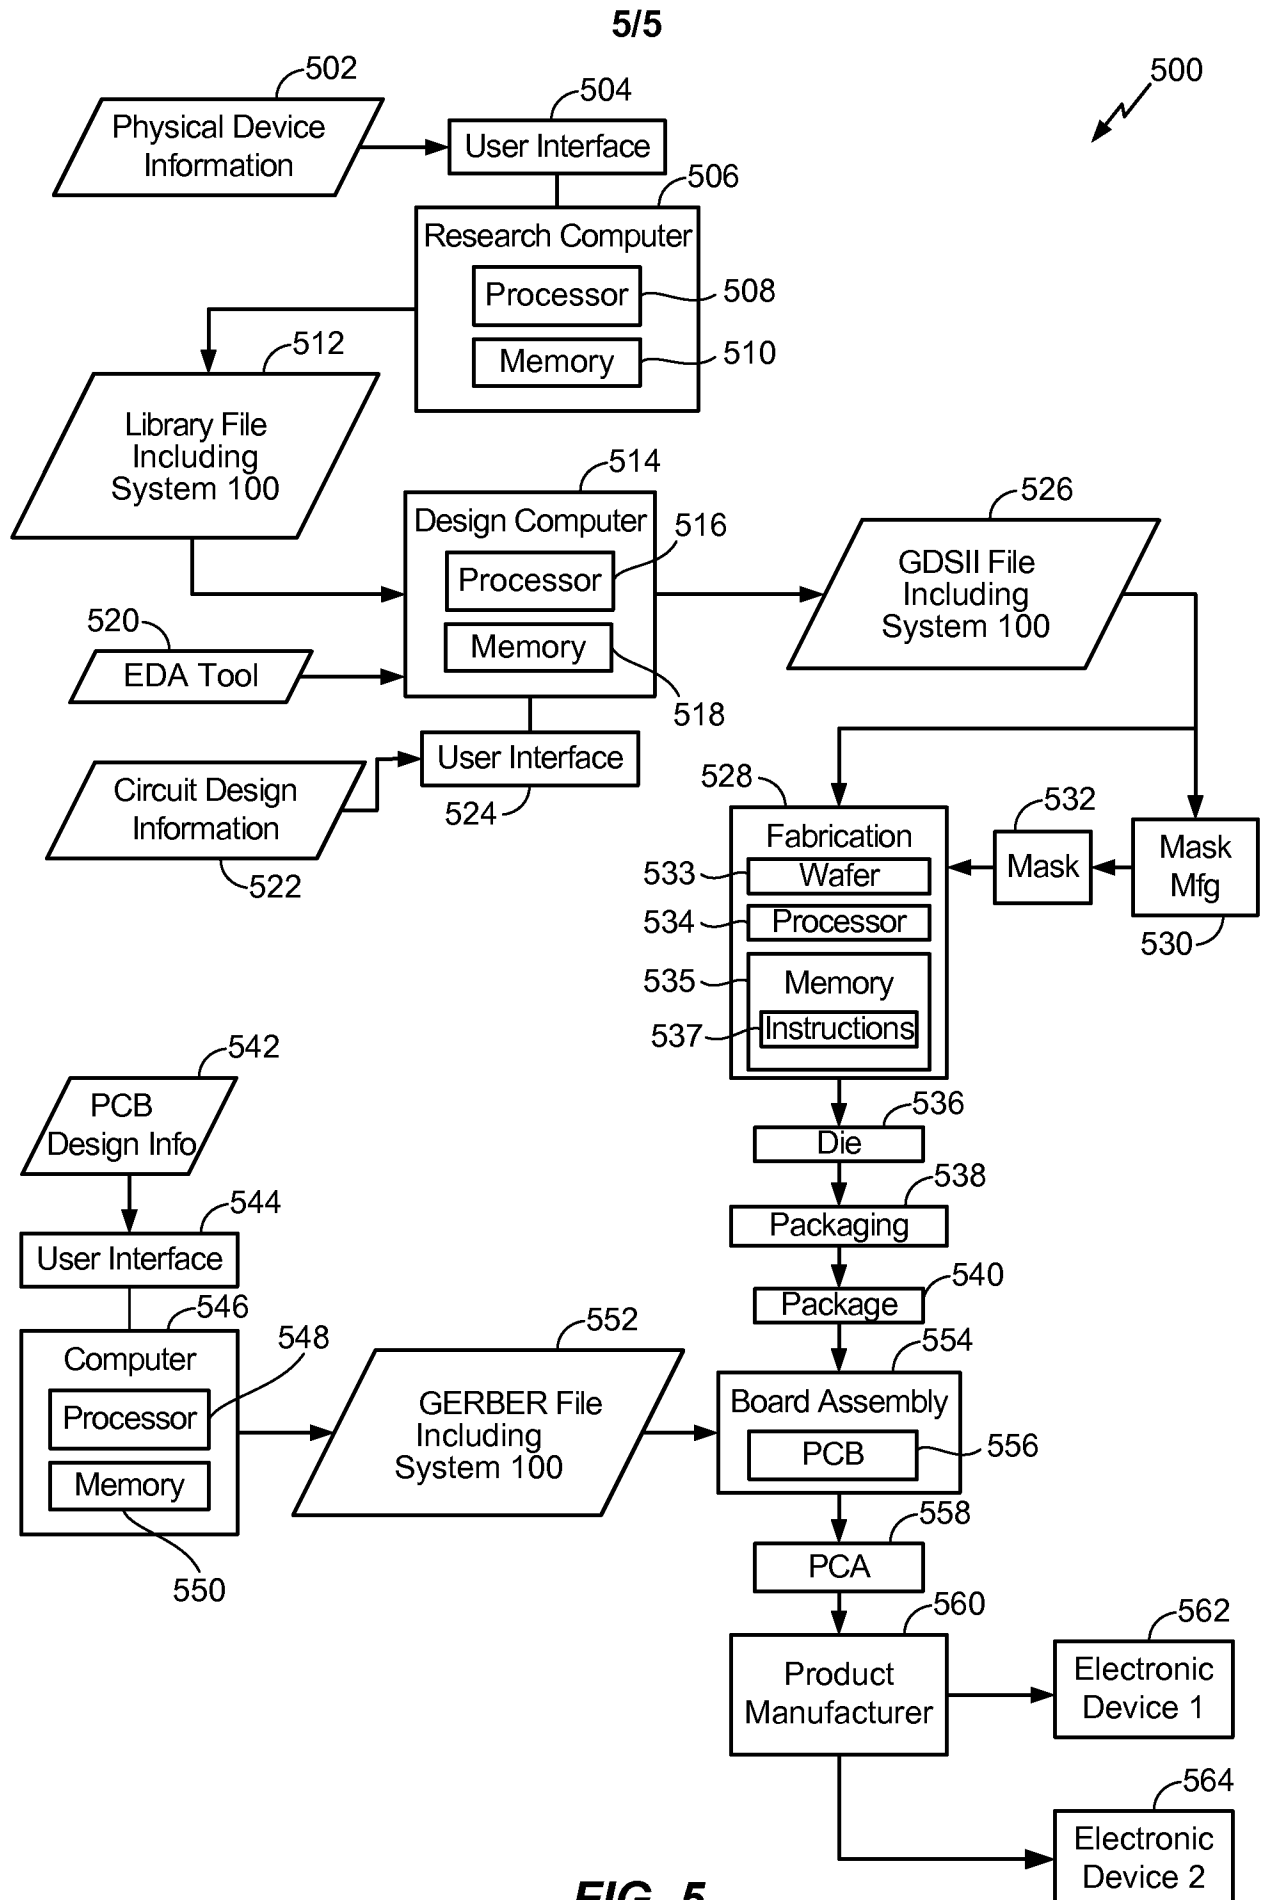 5/5
502
504
500
Physical Device
Information
User Interface
506
Research Computer
Processor
508
512
Memory
510
Library File
Including
System 100
514
526
Design Computer
516
Processor
GDSII File
Including
System 100
520
Memory
EDA Tool
518
User Interface
524
Circuit Design
Information
522
528
532
Fabrication
533
Wafer
Mask
Mask
Mfg
534
Processor
530
535
Memory
537
Instructions
542
PCB
Design Info
536
Die
544
538
User Interface
Packaging
546
540
Package
548
552
554
Computer
Processor
GERBER File
Including
System 100
Board Assembly
PCB
556
Memory
550
558
PCA
560
562
Product
Manufacturer
Electronic
Device 1
564
Electronic
Device 2
FIG. 5